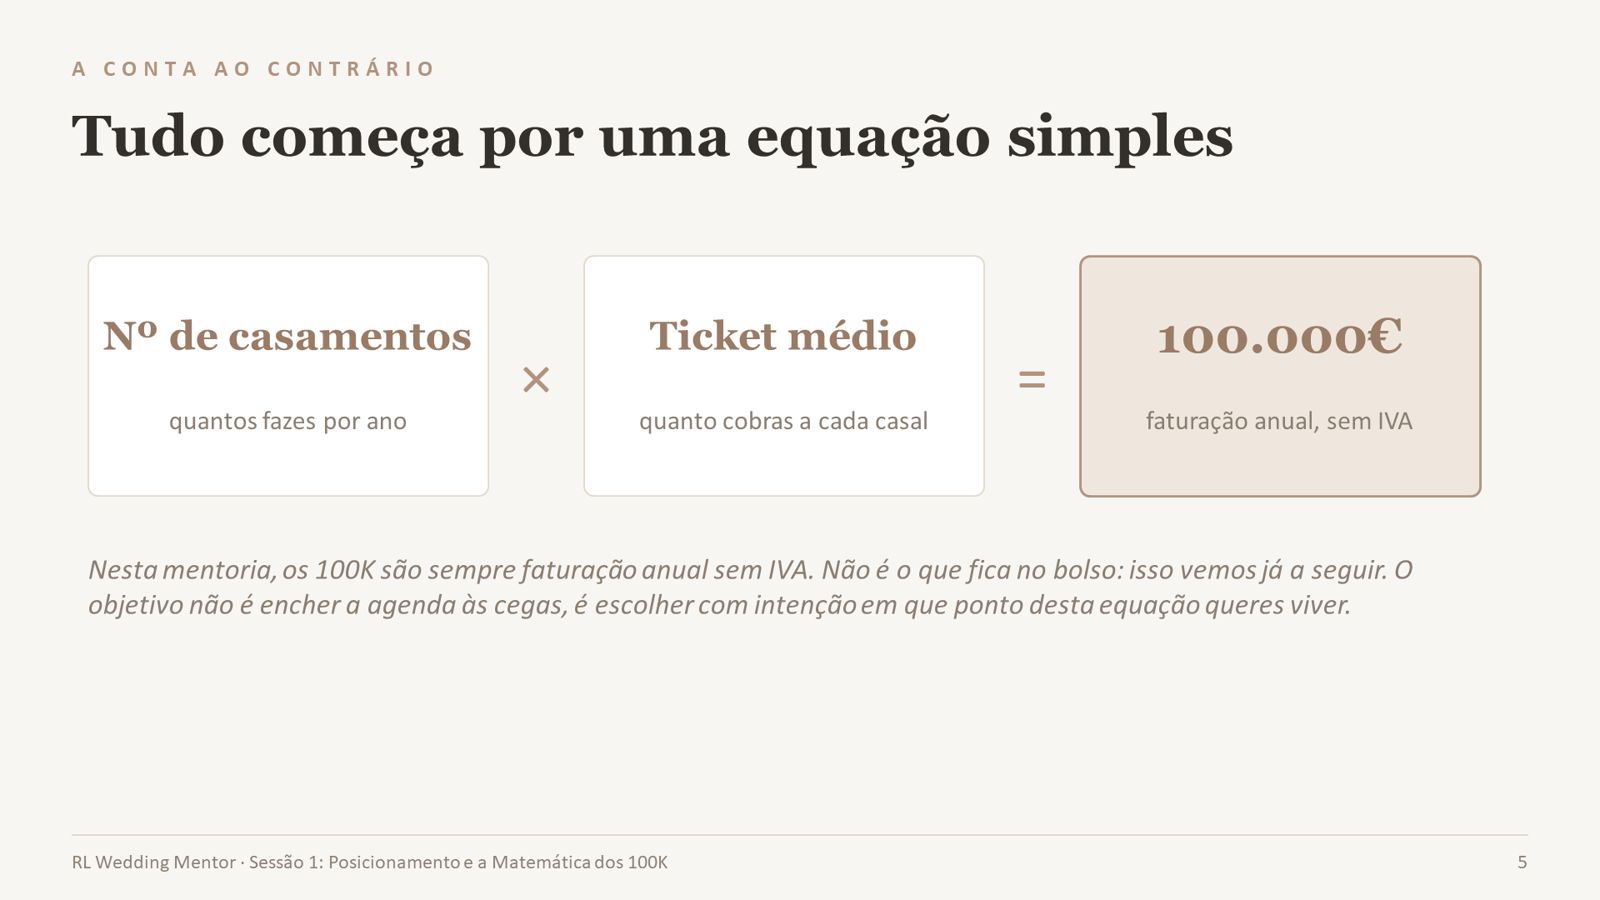 A CONTA AO CONTRÁRIO
Tudo começa por uma equação simples
Nº de casamentos
quantos fazes por ano
×
Ticket médio
quanto cobras a cada casal
=
100.000€
faturação anual, sem IVA
Nesta mentoria, os 100K são sempre faturação anual sem IVA. Não é o que fica no bolso: isso vemos já a seguir. O
objetivo não é encher a agenda às cegas, é escolher com intenção em que ponto desta equação queres viver.
RL Wedding Mentor · Sessão 1: Posicionamento e a Matemática dos 100K
5